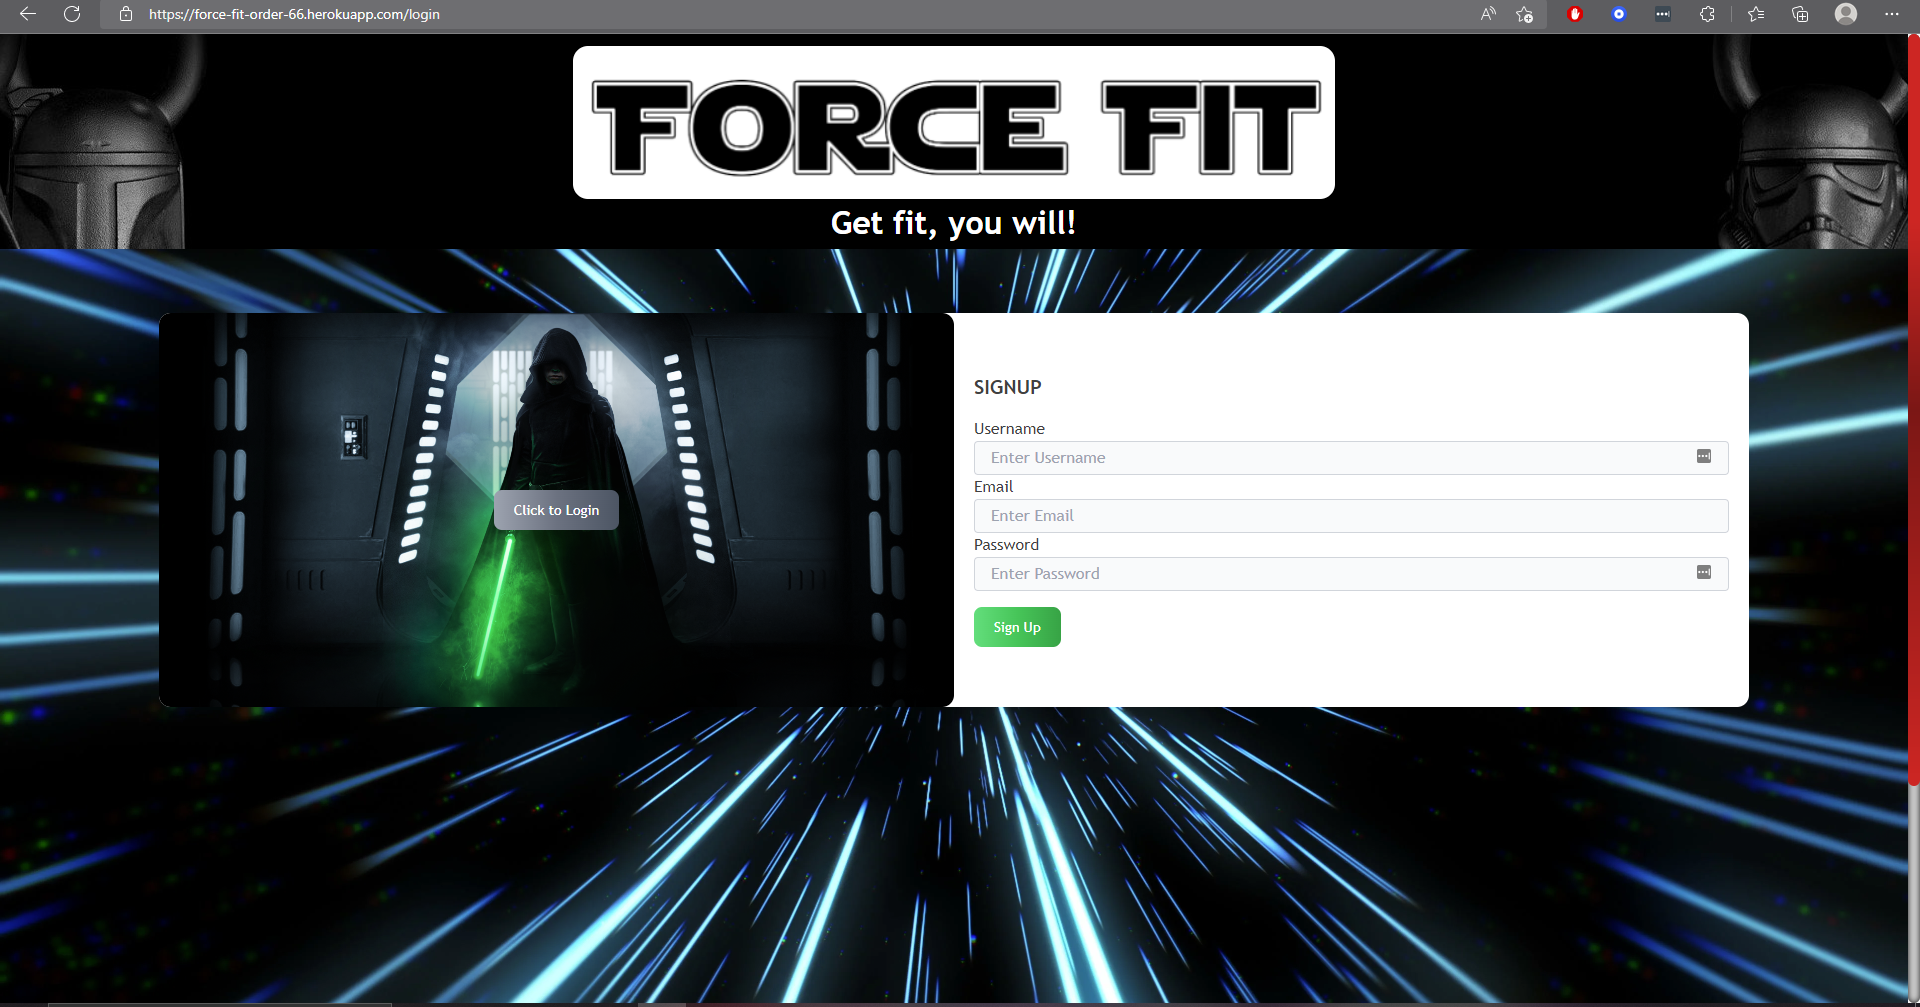 https://force-fit-order-66.herokuapp.com/login
FORCE FIT
Get fit, you will!
Click to Login
SIGNUP
Username
Enter Username
Email
Enter Email
Password
Enter Password
Sign Up